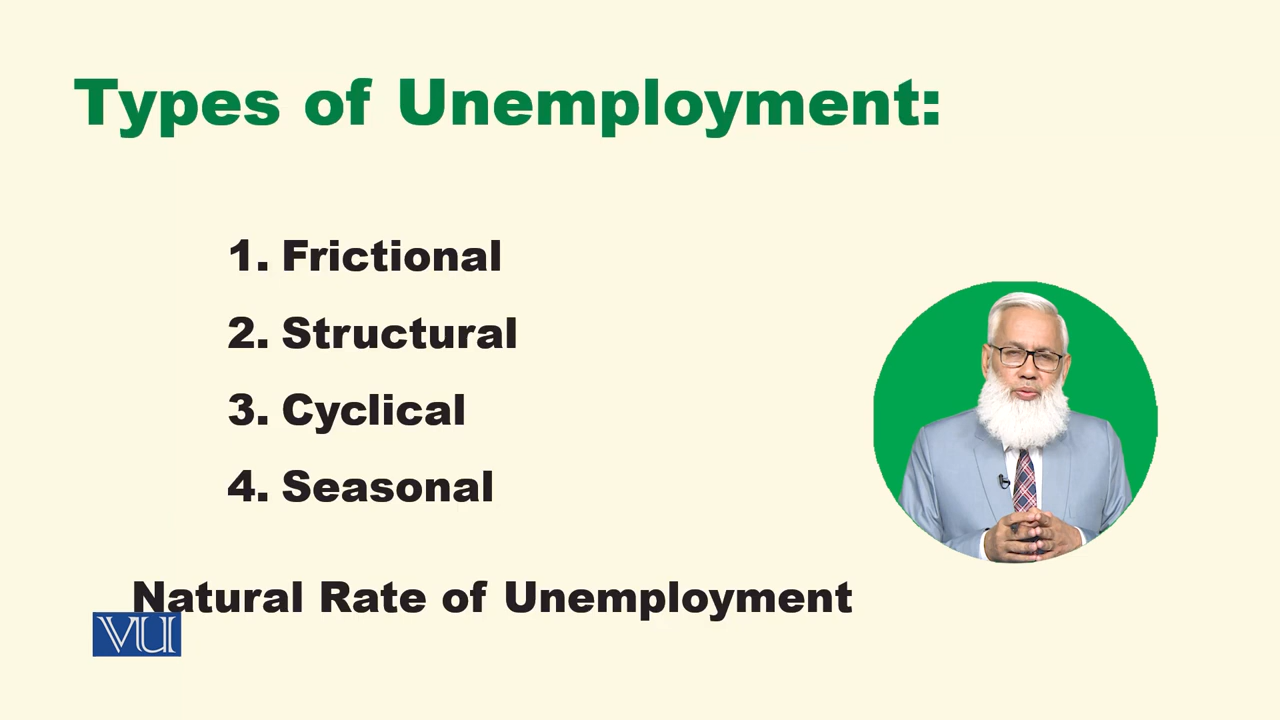 Types of Unemployment:
1. Frictional
2. Structural
3. Cyclical
4. Seasonal
Natural Rate of Unemployment
VU